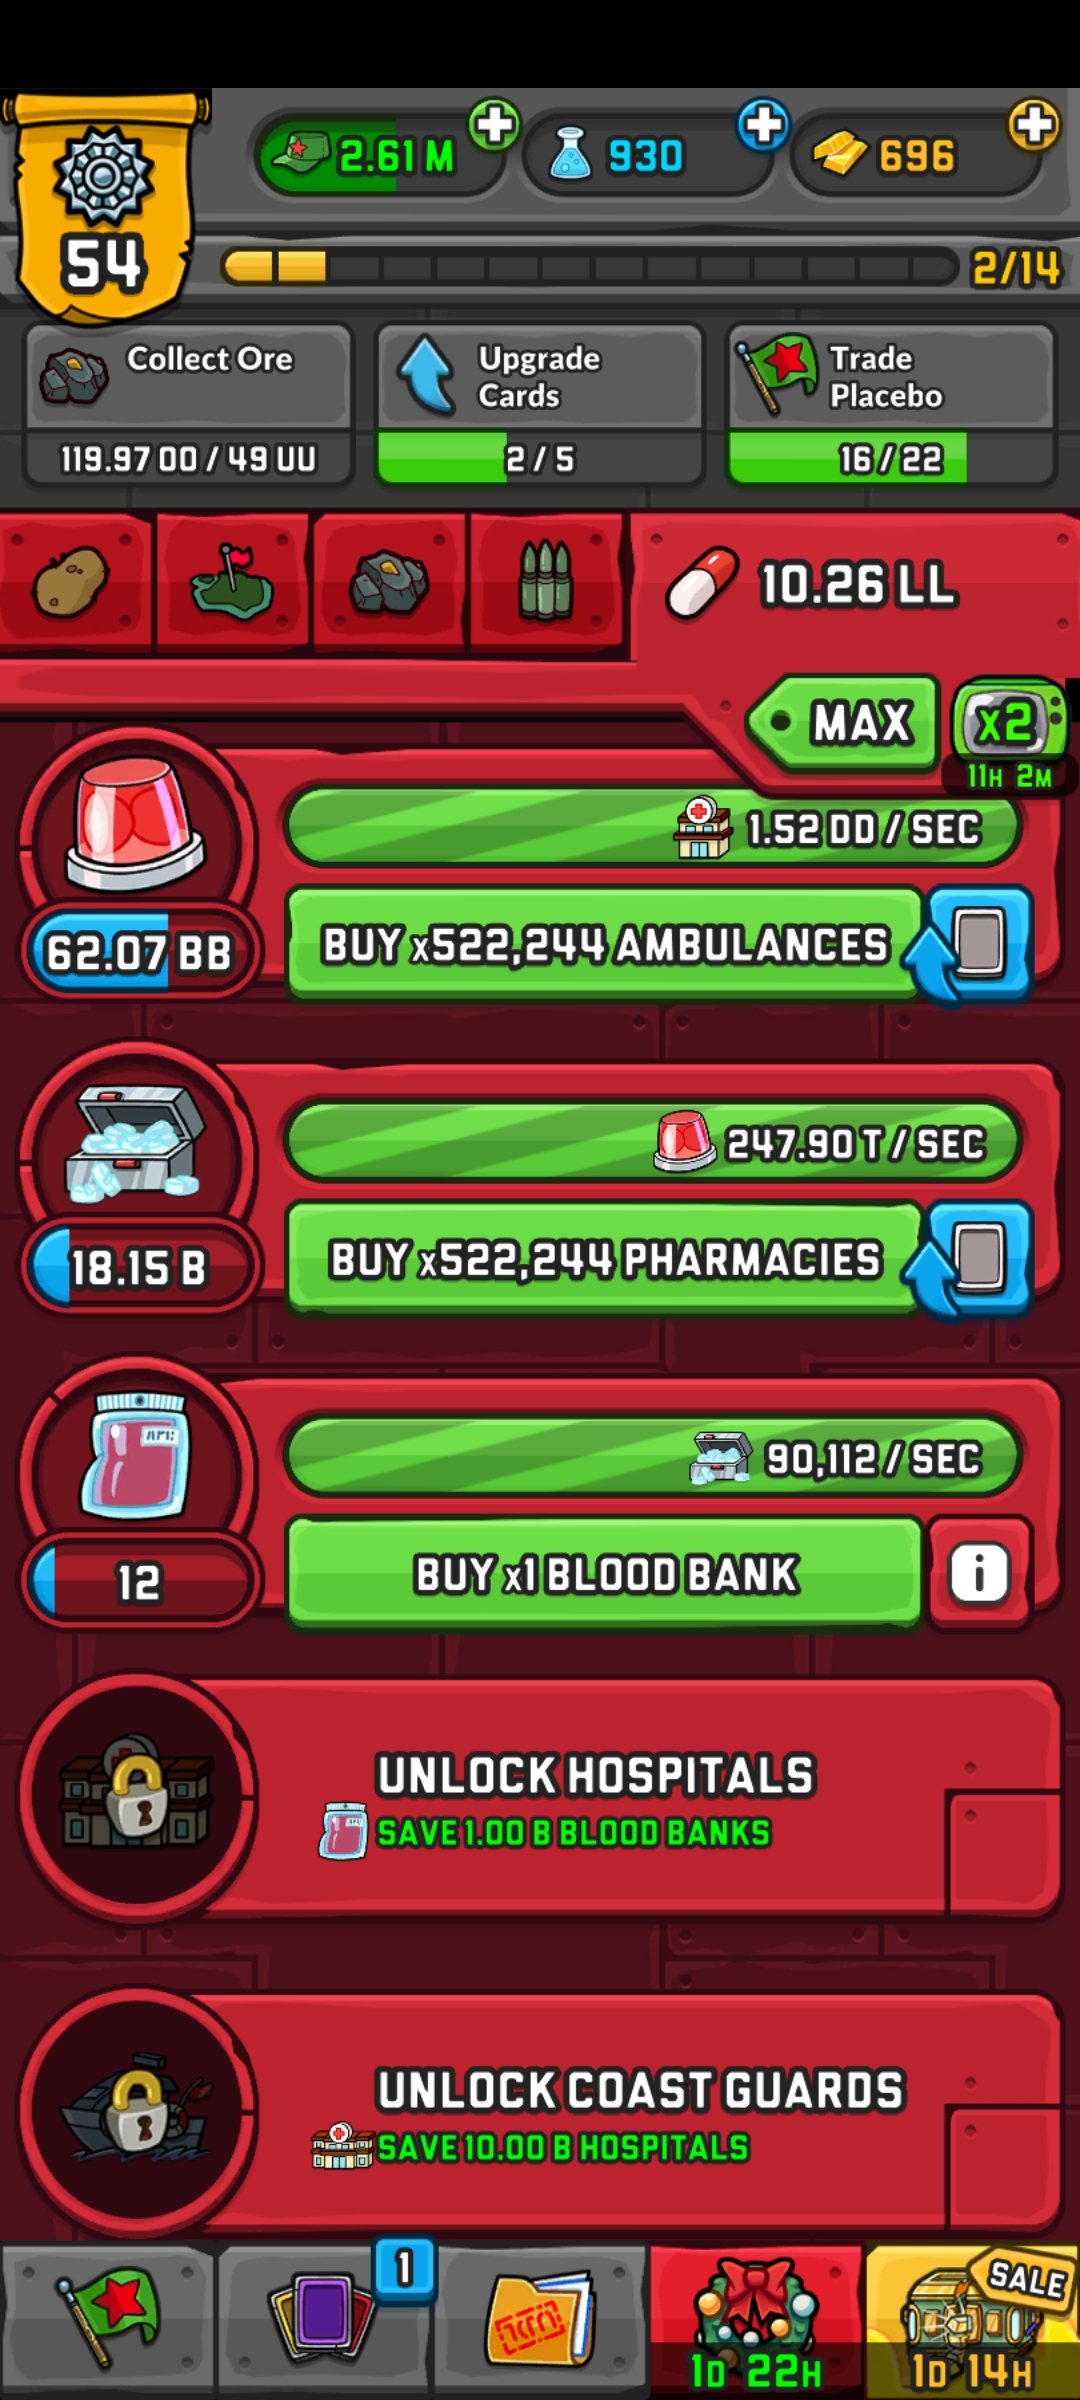 2.61 M
930
696
54
2/14
Collect Ore
119.97 OO / 49 UU
Upgrade
Cards
2 / 5
Trade
Placebo
16 / 22
10.26 LL
MAX
x2
11H 2M
1.52 DD / SEC
62.07 BB
BUY x522,244 AMBULANCES
247.90 T / SEC
18.15 B
BUY x522,244 PHARMACIES
90,112 / SEC
12
BUY x1 BLOOD BANK
i
UNLOCK HOSPITALS
SAVE 1.00 B BLOOD BANKS
UNLOCK COAST GUARDS
SAVE 10.00 B HOSPITALS
1
SALE
1D 22H
1D 14H